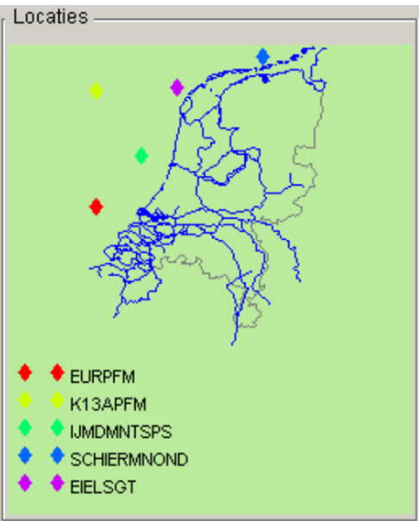 Locaties
EURPFM
K13APFM
IJMDMNTSPS
SCHIERMNOND
EIELSGT